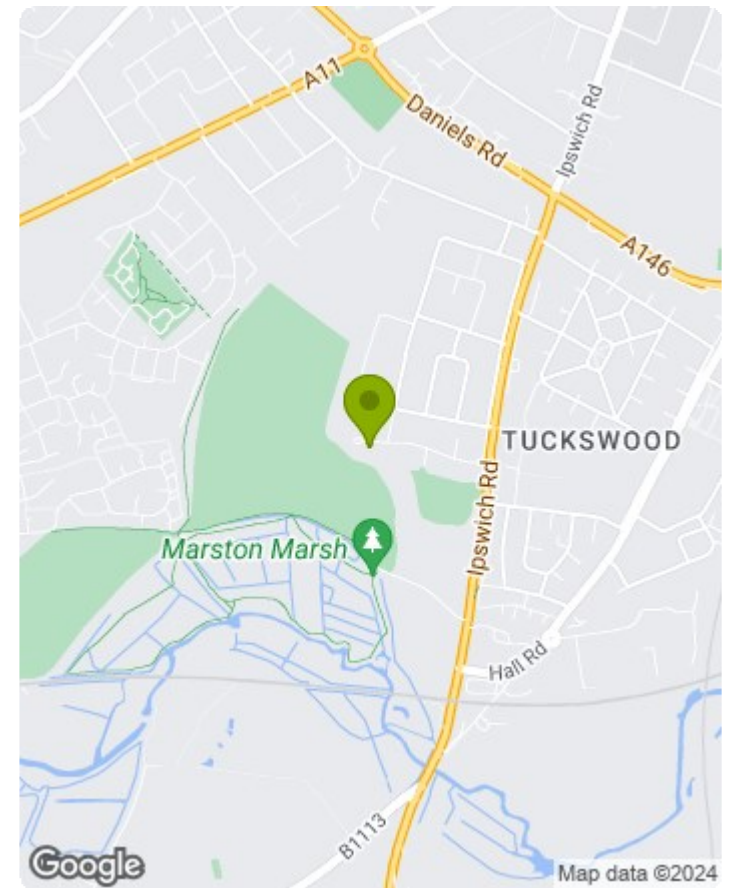 A11
Daniels Rd
Ipswich Rd
A146
TUCKSWOOD
Ipswich Rd
Marston Marsh
Hall Rd
B1113
Google
Map data ©2024